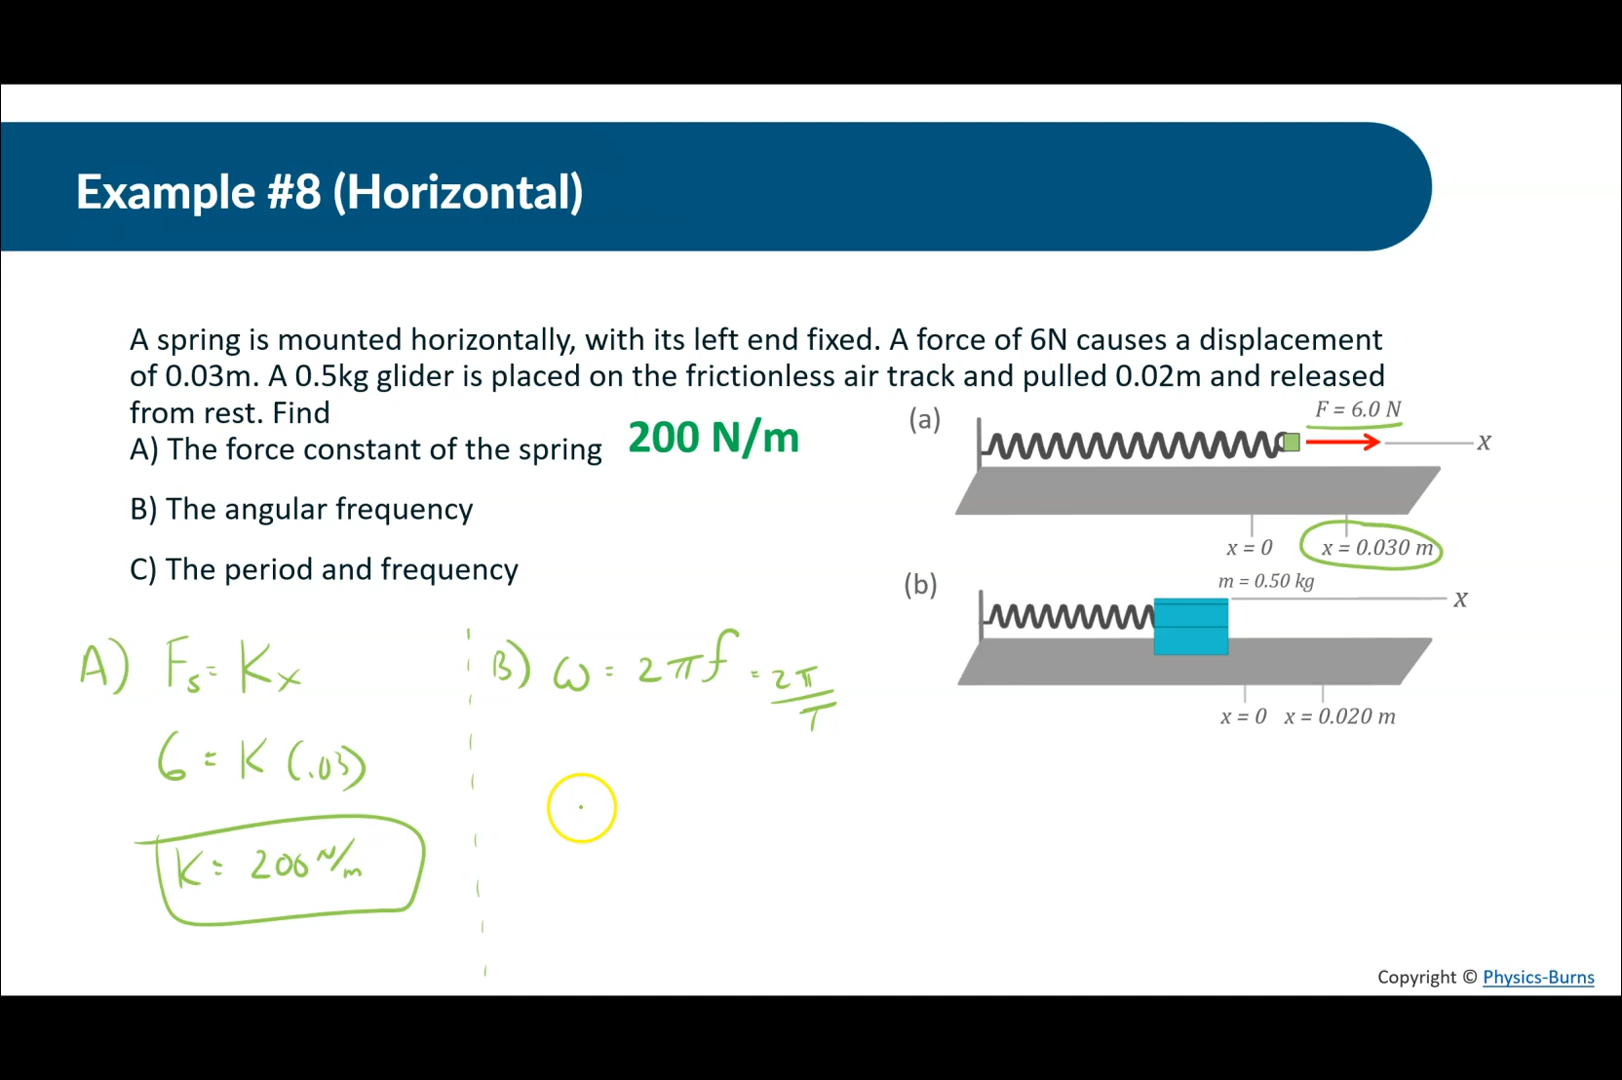 Example #8 (Horizontal)
A spring is mounted horizontally, with its left end fixed. A force of 6N causes a displacement
of 0.03m. A 0.5kg glider is placed on the frictionless air track and pulled 0.02m and released
from rest. Find
A) The force constant of the spring 200 N/m
B) The angular frequency
C) The period and frequency
(a)
F = 6.0 N
x
x = 0
x = 0.030 m
(b)
m = 0.50 kg
x
x = 0
x = 0.020 m
A) Fs = Kx
6 = K (.03)
K = 200 N/m
B) ω = 2πf = 2π/T
Copyright © Physics-Burns